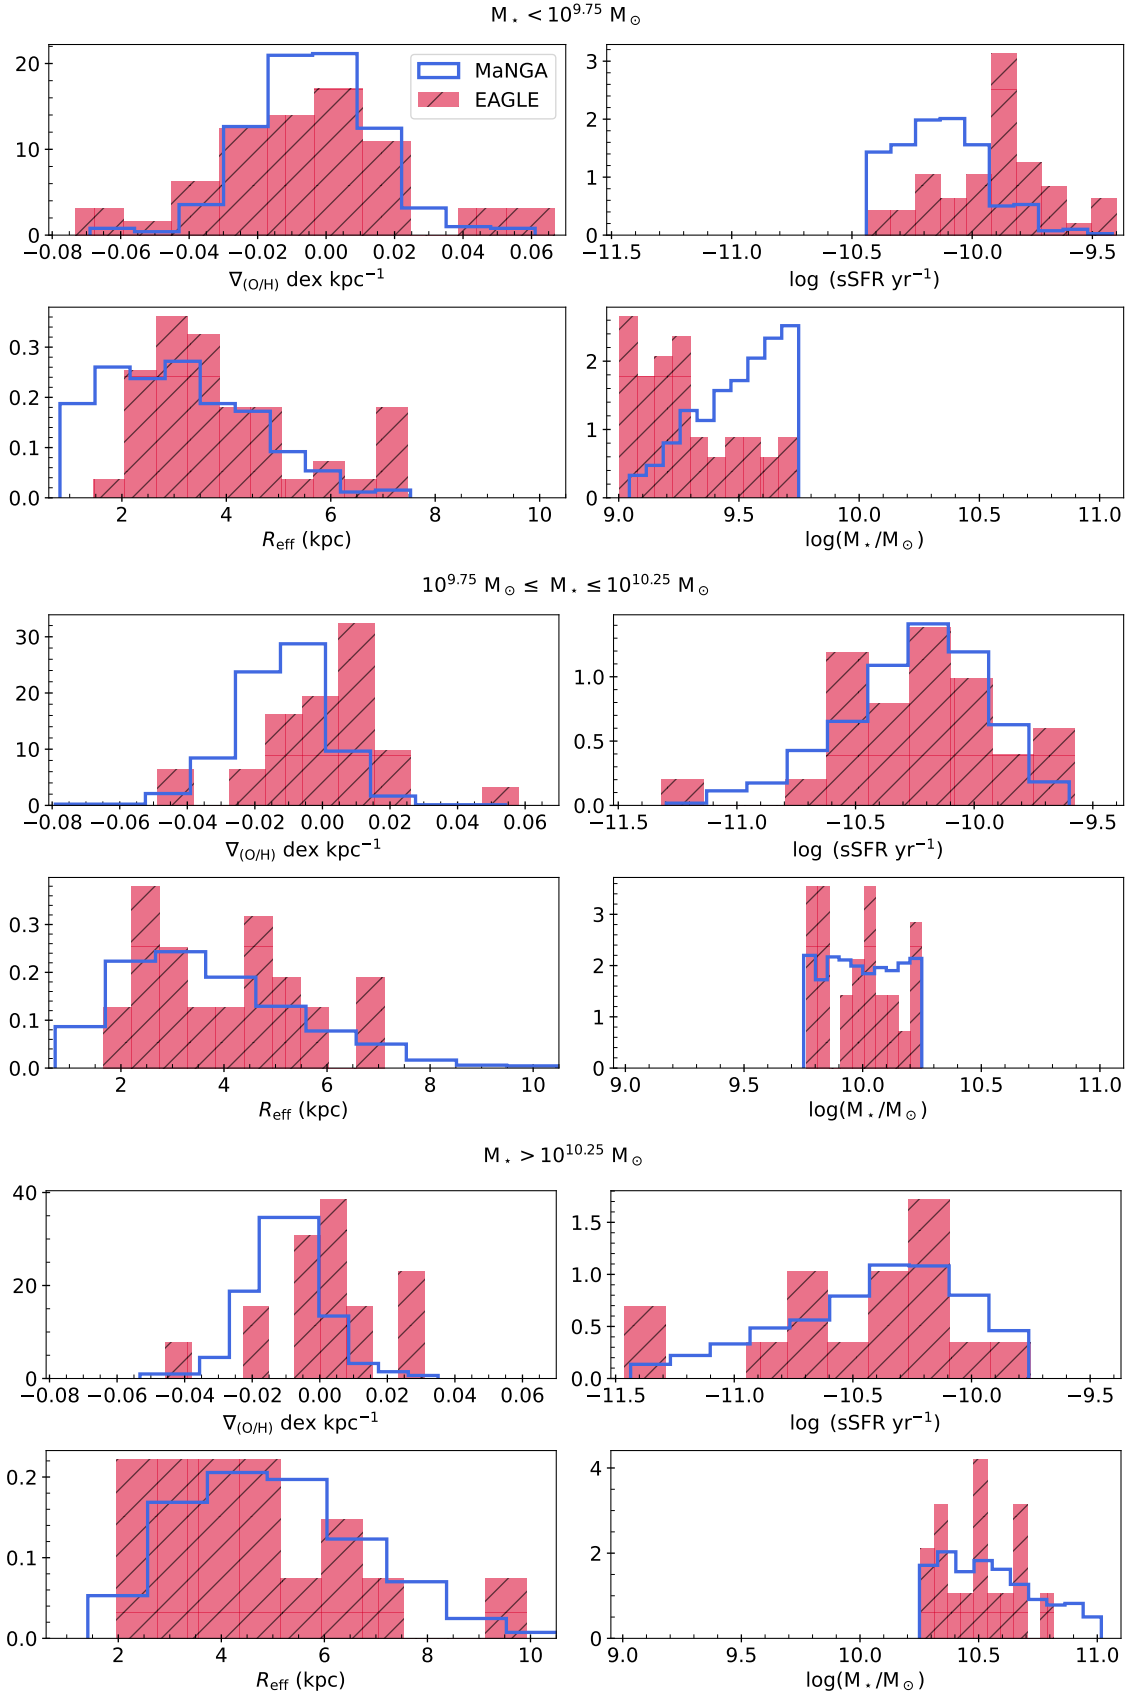 M⋆ < 10^9.75 M⊙
20
10
0
−0.08 −0.06 −0.04 −0.02 0.00 0.02 0.04 0.06
∇(O/H) dex kpc−1
MaNGA
EAGLE
3
2
1
0
−11.5 −11.0 −10.5 −10.0 −9.5
log (sSFR yr−1)
0.3
0.2
0.1
0.0
2 4 6 8 10
Reff (kpc)
2
1
0
9.0 9.5 10.0 10.5 11.0
log(M⋆/M⊙)
10^9.75 M⊙ ≤ M⋆ ≤ 10^10.25 M⊙
30
20
10
0
−0.08 −0.06 −0.04 −0.02 0.00 0.02 0.04 0.06
∇(O/H) dex kpc−1
1.0
0.5
0.0
−11.5 −11.0 −10.5 −10.0 −9.5
log (sSFR yr−1)
0.3
0.2
0.1
0.0
2 4 6 8 10
Reff (kpc)
3
2
1
0
9.0 9.5 10.0 10.5 11.0
log(M⋆/M⊙)
M⋆ > 10^10.25 M⊙
40
20
0
−0.08 −0.06 −0.04 −0.02 0.00 0.02 0.04 0.06
∇(O/H) dex kpc−1
1.5
1.0
0.5
0.0
−11.5 −11.0 −10.5 −10.0 −9.5
log (sSFR yr−1)
0.2
0.1
0.0
2 4 6 8 10
Reff (kpc)
4
2
0
9.0 9.5 10.0 10.5 11.0
log(M⋆/M⊙)